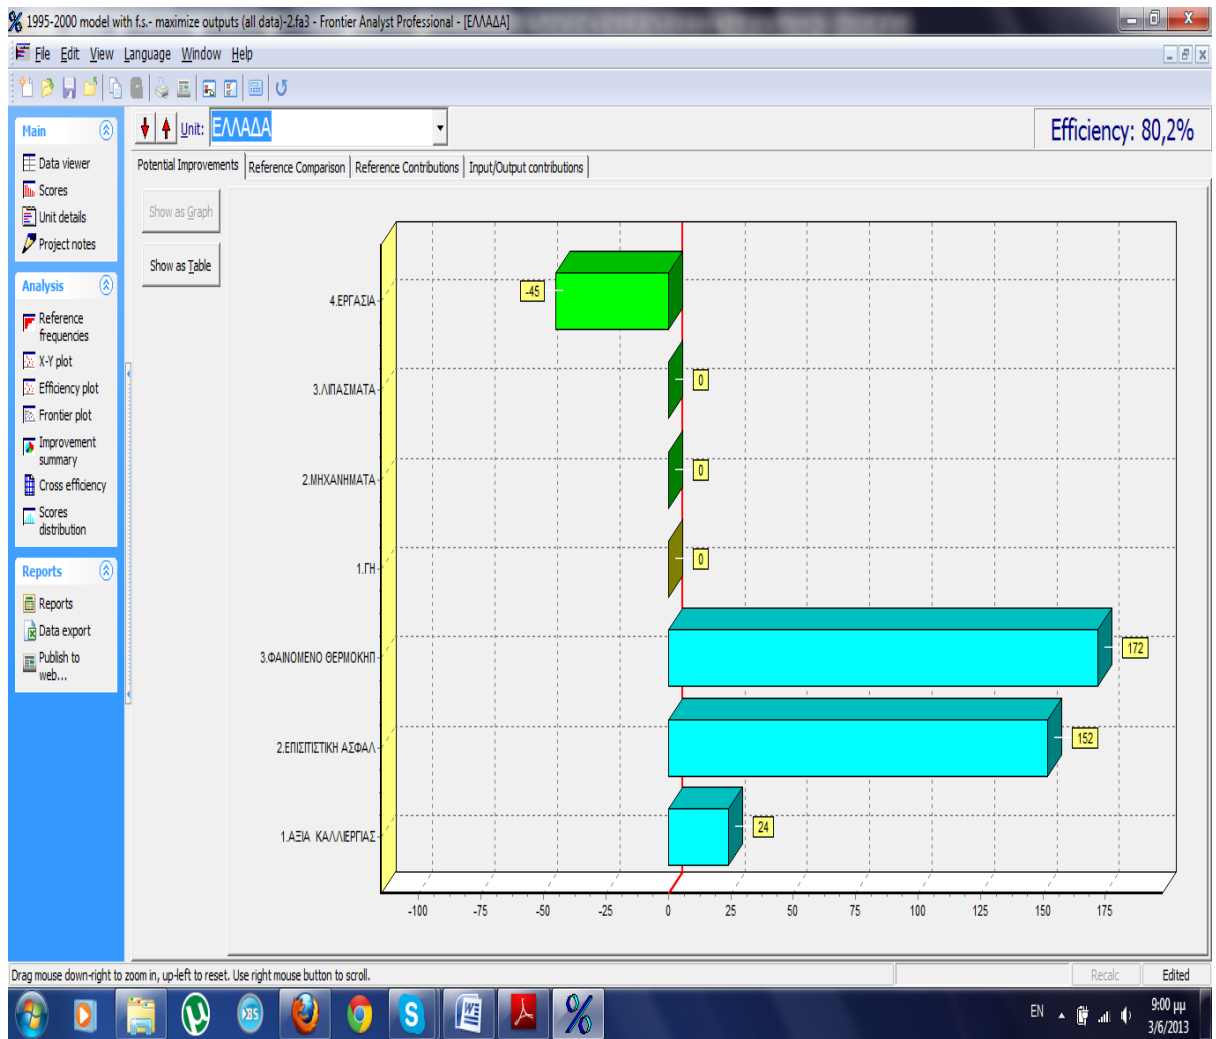 1995-2000 model with f.s.- maximize outputs (all data)-2.fa3 - Frontier Analyst Professional - [ΕΛΛΑΔΑ]
File Edit View Language Window Help
Unit: ΕΛΛΑΔΑ
Efficiency: 80,2%
Potential Improvements Reference Comparison Reference Contributions Input/Output contributions
Main
Data viewer
Scores
Unit details
Project notes
Analysis
Reference
frequencies
X-Y plot
Efficiency plot
Frontier plot
Improvement
summary
Cross efficiency
Scores
distribution
Reports
Reports
Data export
Publish to
web...
Show as Graph
Show as Table
4.ΕΡΓΑΣΙΑ
-45
3.ΛΙΠΑΣΜΑΤΑ
0
2.ΜΗΧΑΝΗΜΑΤΑ
0
1.ΓΗ
0
3.ΦΑΙΝΟΜΕΝΟ ΘΕΡΜΟΚΗΠ
172
2.ΕΠΙΣΙΤΙΣΤΙΚΗ ΑΣΦΑΛ
152
1.ΑΞΙΑ ΚΑΛΛΙΕΡΓΙΑΣ
24
-100 -75 -50 -25 0 25 50 75 100 125 150 175
Drag mouse down-right to zoom in, up-left to reset. Use right mouse button to scroll.
Recalc Edited
EN
9:00 μμ
3/6/2013